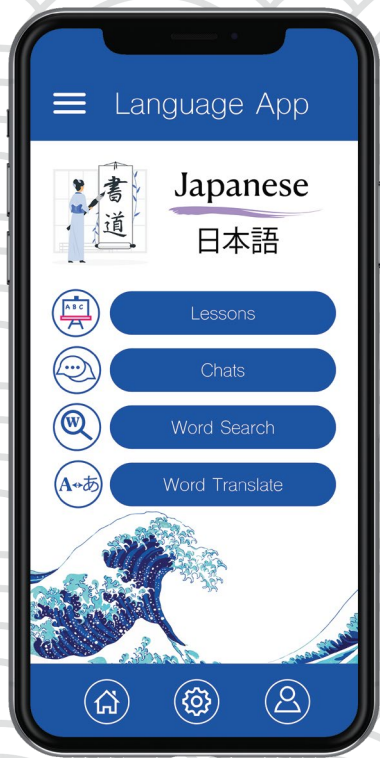 Language App
書道
Japanese
日本語
ABC
Lessons
Chats
W
Word Search
A↔あ
Word Translate